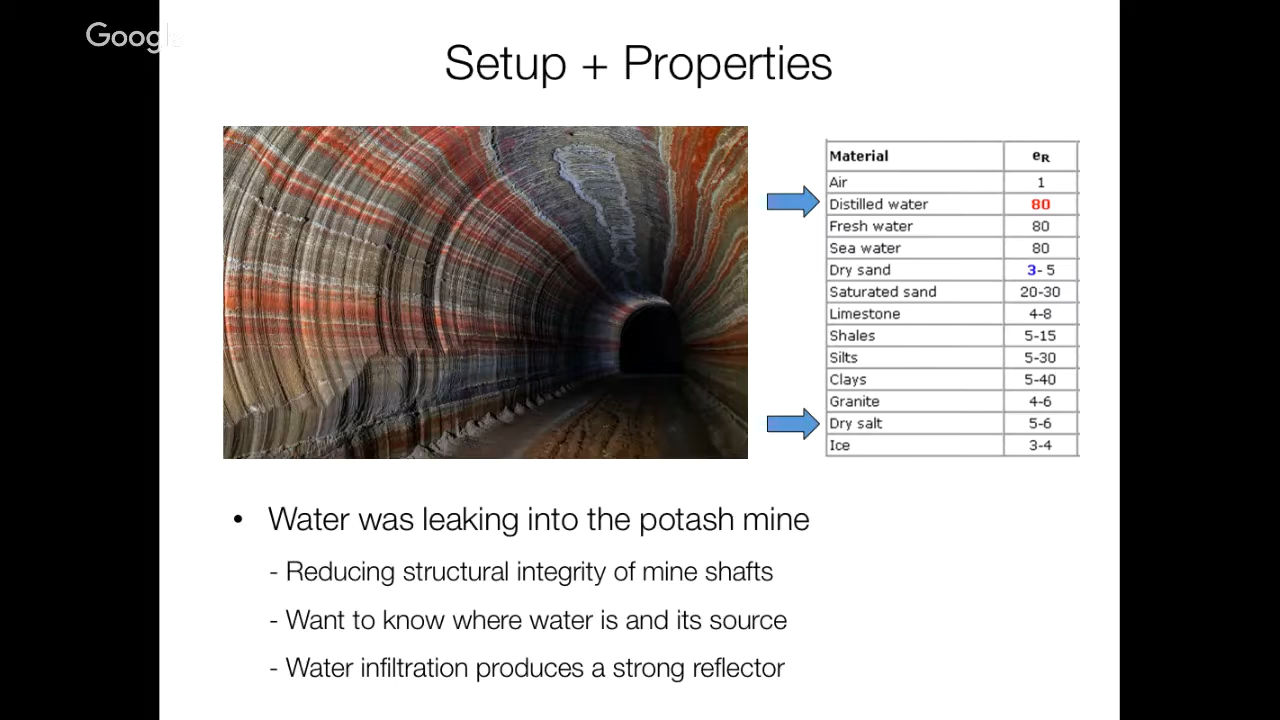 Google
Setup + Properties
Material eR
Air 1
Distilled water 80
Fresh water 80
Sea water 80
Dry sand 3- 5
Saturated sand 20-30
Limestone 4-8
Shales 5-15
Silts 5-30
Clays 5-40
Granite 4-6
Dry salt 5-6
Ice 3-4
• Water was leaking into the potash mine
- Reducing structural integrity of mine shafts
- Want to know where water is and its source
- Water infiltration produces a strong reflector